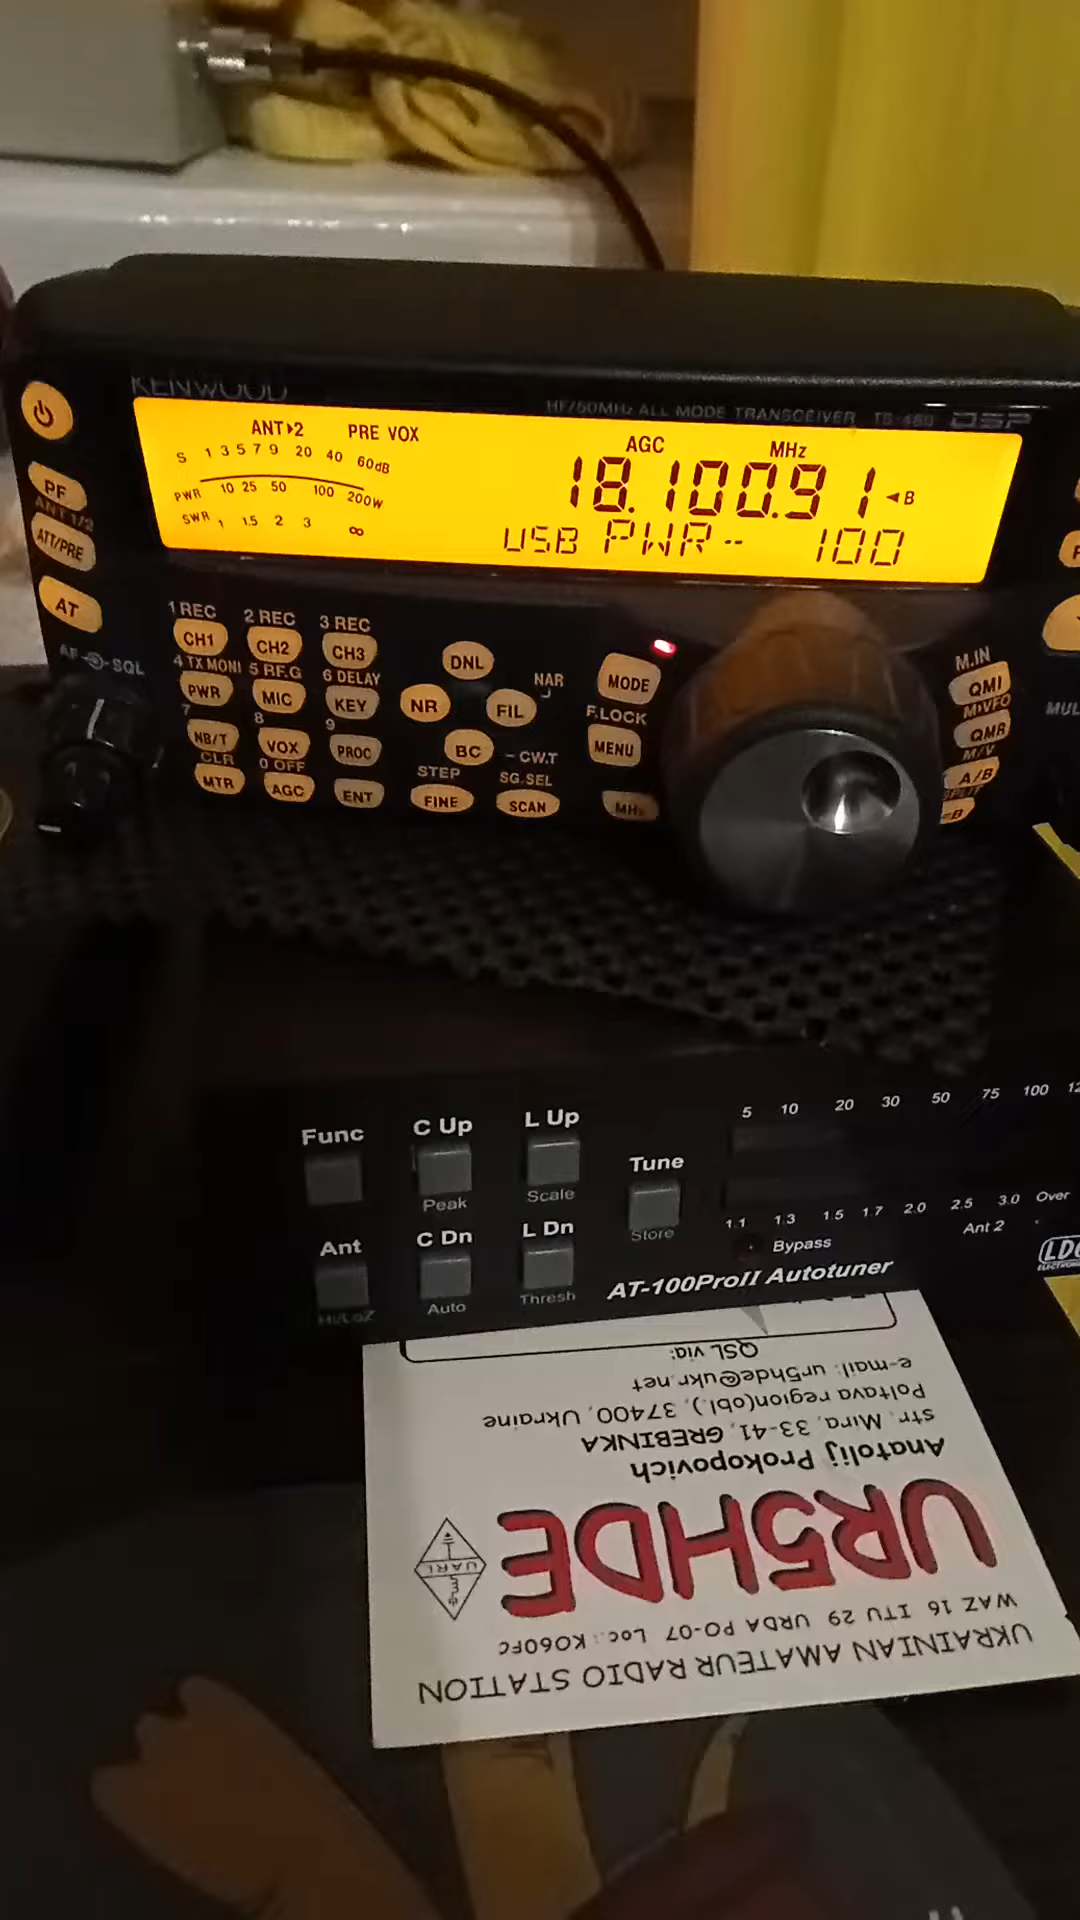 KENWOOD
HF/50MHz ALL MODE TRANSCEIVER TS-480 DSP
ANT▸2 PRE VOX AGC MHz
S 1 3 5 7 9 20 40 60dB
18.100.91 ◄B
PWR 10 25 50 100 200W
SWR 1 1.5 2 3 ∞
USB PWR-- 100
PF
ANT 1/2
ATT/PRE
AT
AF SQL
1 REC 2 REC 3 REC
CH1 CH2 CH3
4 TX MONI 5 RF.G 6 DELAY
PWR MIC KEY
7 8 9
NB/T VOX PROC
CLR 0 OFF
MTR AGC ENT
DNL
NAR
NR FIL
BC
- CW.T
STEP SG.SEL
FINE SCAN
MODE
F.LOCK
MENU
MHz
M.IN
QMI
M▸VFO
QMR
M/V
A/B
SPLIT
=B
MUL
Func C Up L Up
Peak Scale
Tune
Store
Ant C Dn L Dn
Hi/LoZ Auto Thresh
5 10 20 30 50 75 100 12
1.1 1.3 1.5 1.7 2.0 2.5 3.0 Over
Bypass Ant 2
AT-100ProII Autotuner
LDG
UKRAINIAN AMATEUR RADIO STATION
WAZ 16 ITU 29 URDA PO-07 Loc.: KO60FC
UR5HDE
UARL
Anatolij Prokopovich
str. Mira, 33-41, GREBINKA
Poltava region(obl.), 37400, Ukraine
e-mail: ur5hde@ukr.net
QSL via: